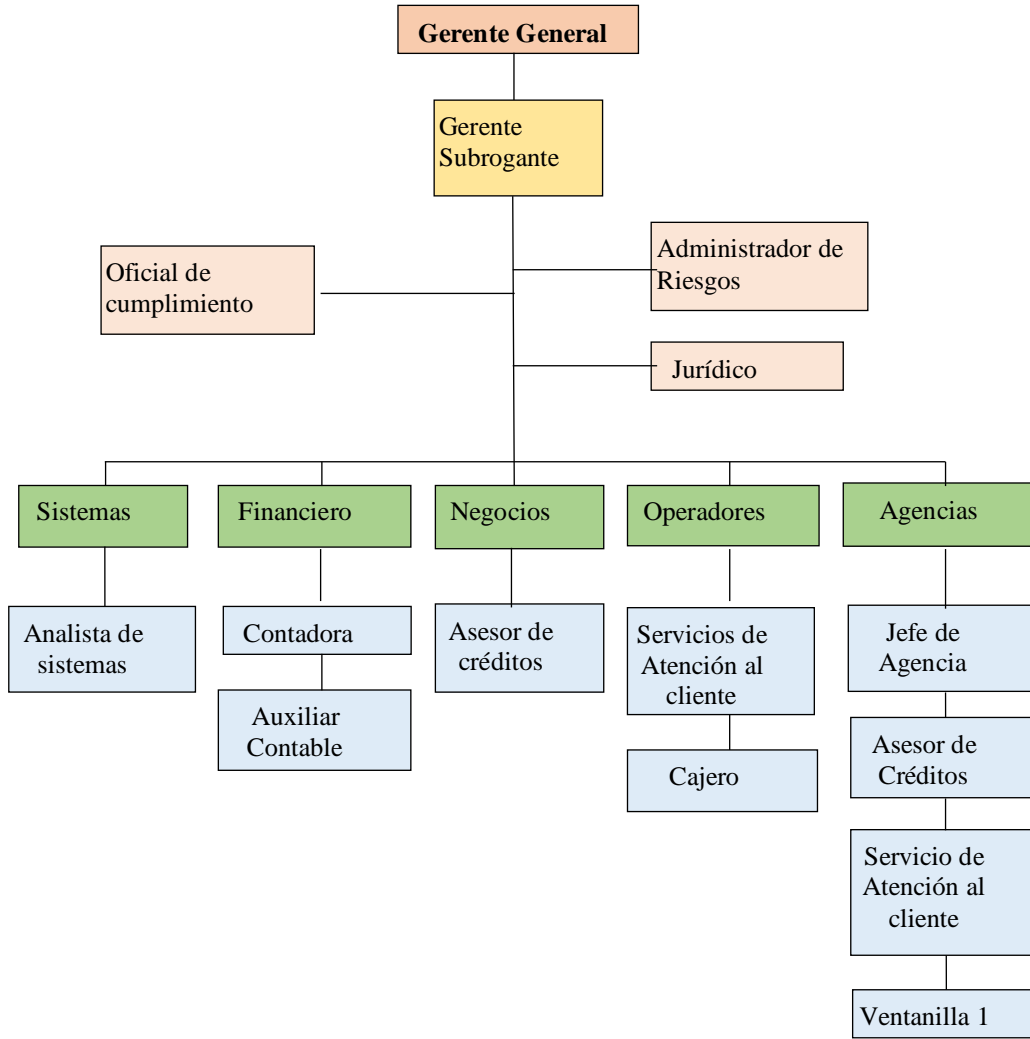 Gerente General
Gerente
Subrogante
Oficial de
cumplimiento
Administrador de
Riesgos
Jurídico
Sistemas
Financiero
Negocios
Operadores
Agencias
Analista de
sistemas
Contadora
Auxiliar
Contable
Asesor de
créditos
Servicios de
Atención al
cliente
Cajero
Jefe de
Agencia
Asesor de
Créditos
Servicio de
Atención al
cliente
Ventanilla 1